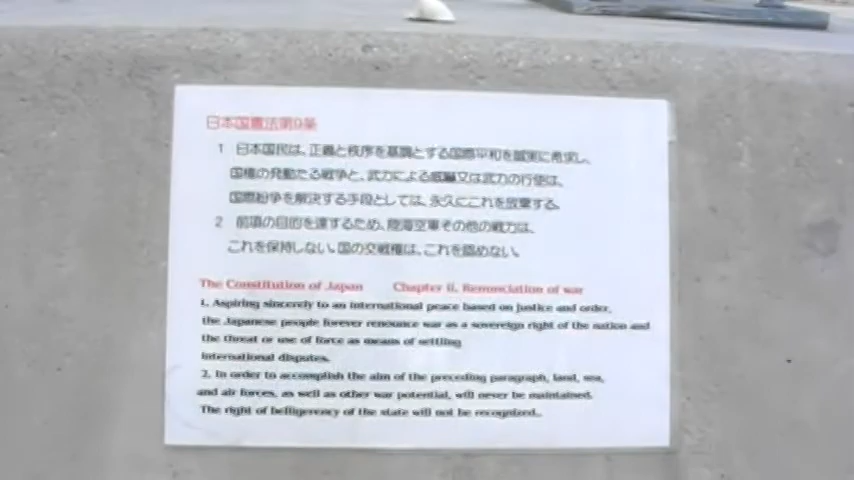 日本国憲法第9条
1 日本国民は、正義と秩序を基調とする国際平和を誠実に希求し、
国権の発動たる戦争と、武力による威嚇又は武力の行使は、
国際紛争を解決する手段としては、永久にこれを放棄する。
2 前項の目的を達するため、陸海空軍その他の戦力は、
これを保持しない。国の交戦権は、これを認めない。
The Constitution of Japan Chapter II. Renunciation of war
1. Aspiring sincerely to an international peace based on justice and order,
the Japanese people forever renounce war as a sovereign right of the nation and
the threat or use of force as means of settling
international disputes.
2. In order to accomplish the aim of the preceding paragraph, land, sea,
and air forces, as well as other war potential, will never be maintained.
The right of belligerency of the state will not be recognized.